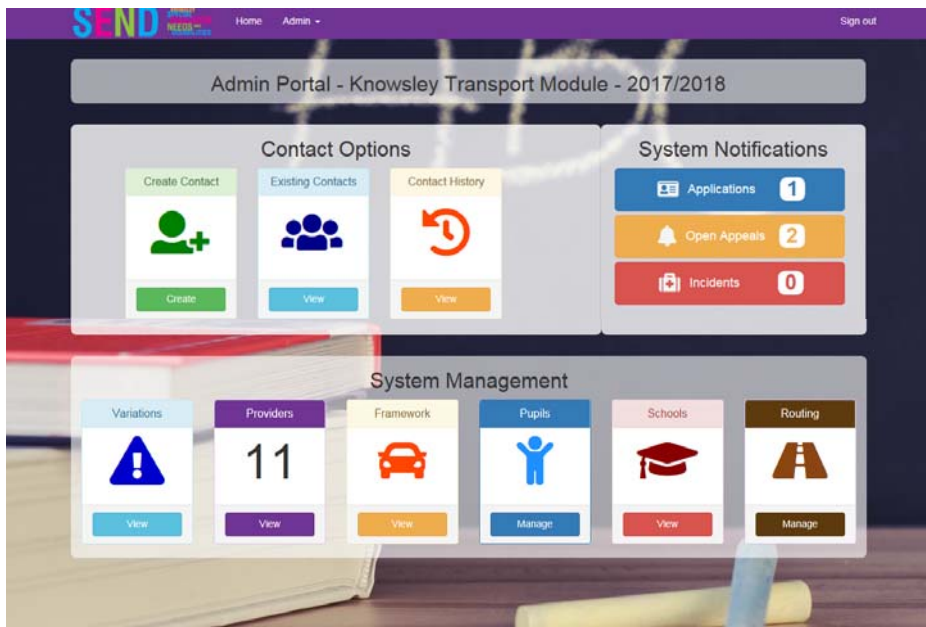 SEND
NEEDS
Home Admin
Sign out
Admin Portal - Knowsley Transport Module - 2017/2018
Contact Options
Create Contact
Create
Existing Contacts
View
Contact History
View
System Notifications
Applications 1
Open Appeals 2
Incidents 0
System Management
Variations
View
Providers
11
View
Framework
View
Pupils
Manage
Schools
View
Routing
Manage